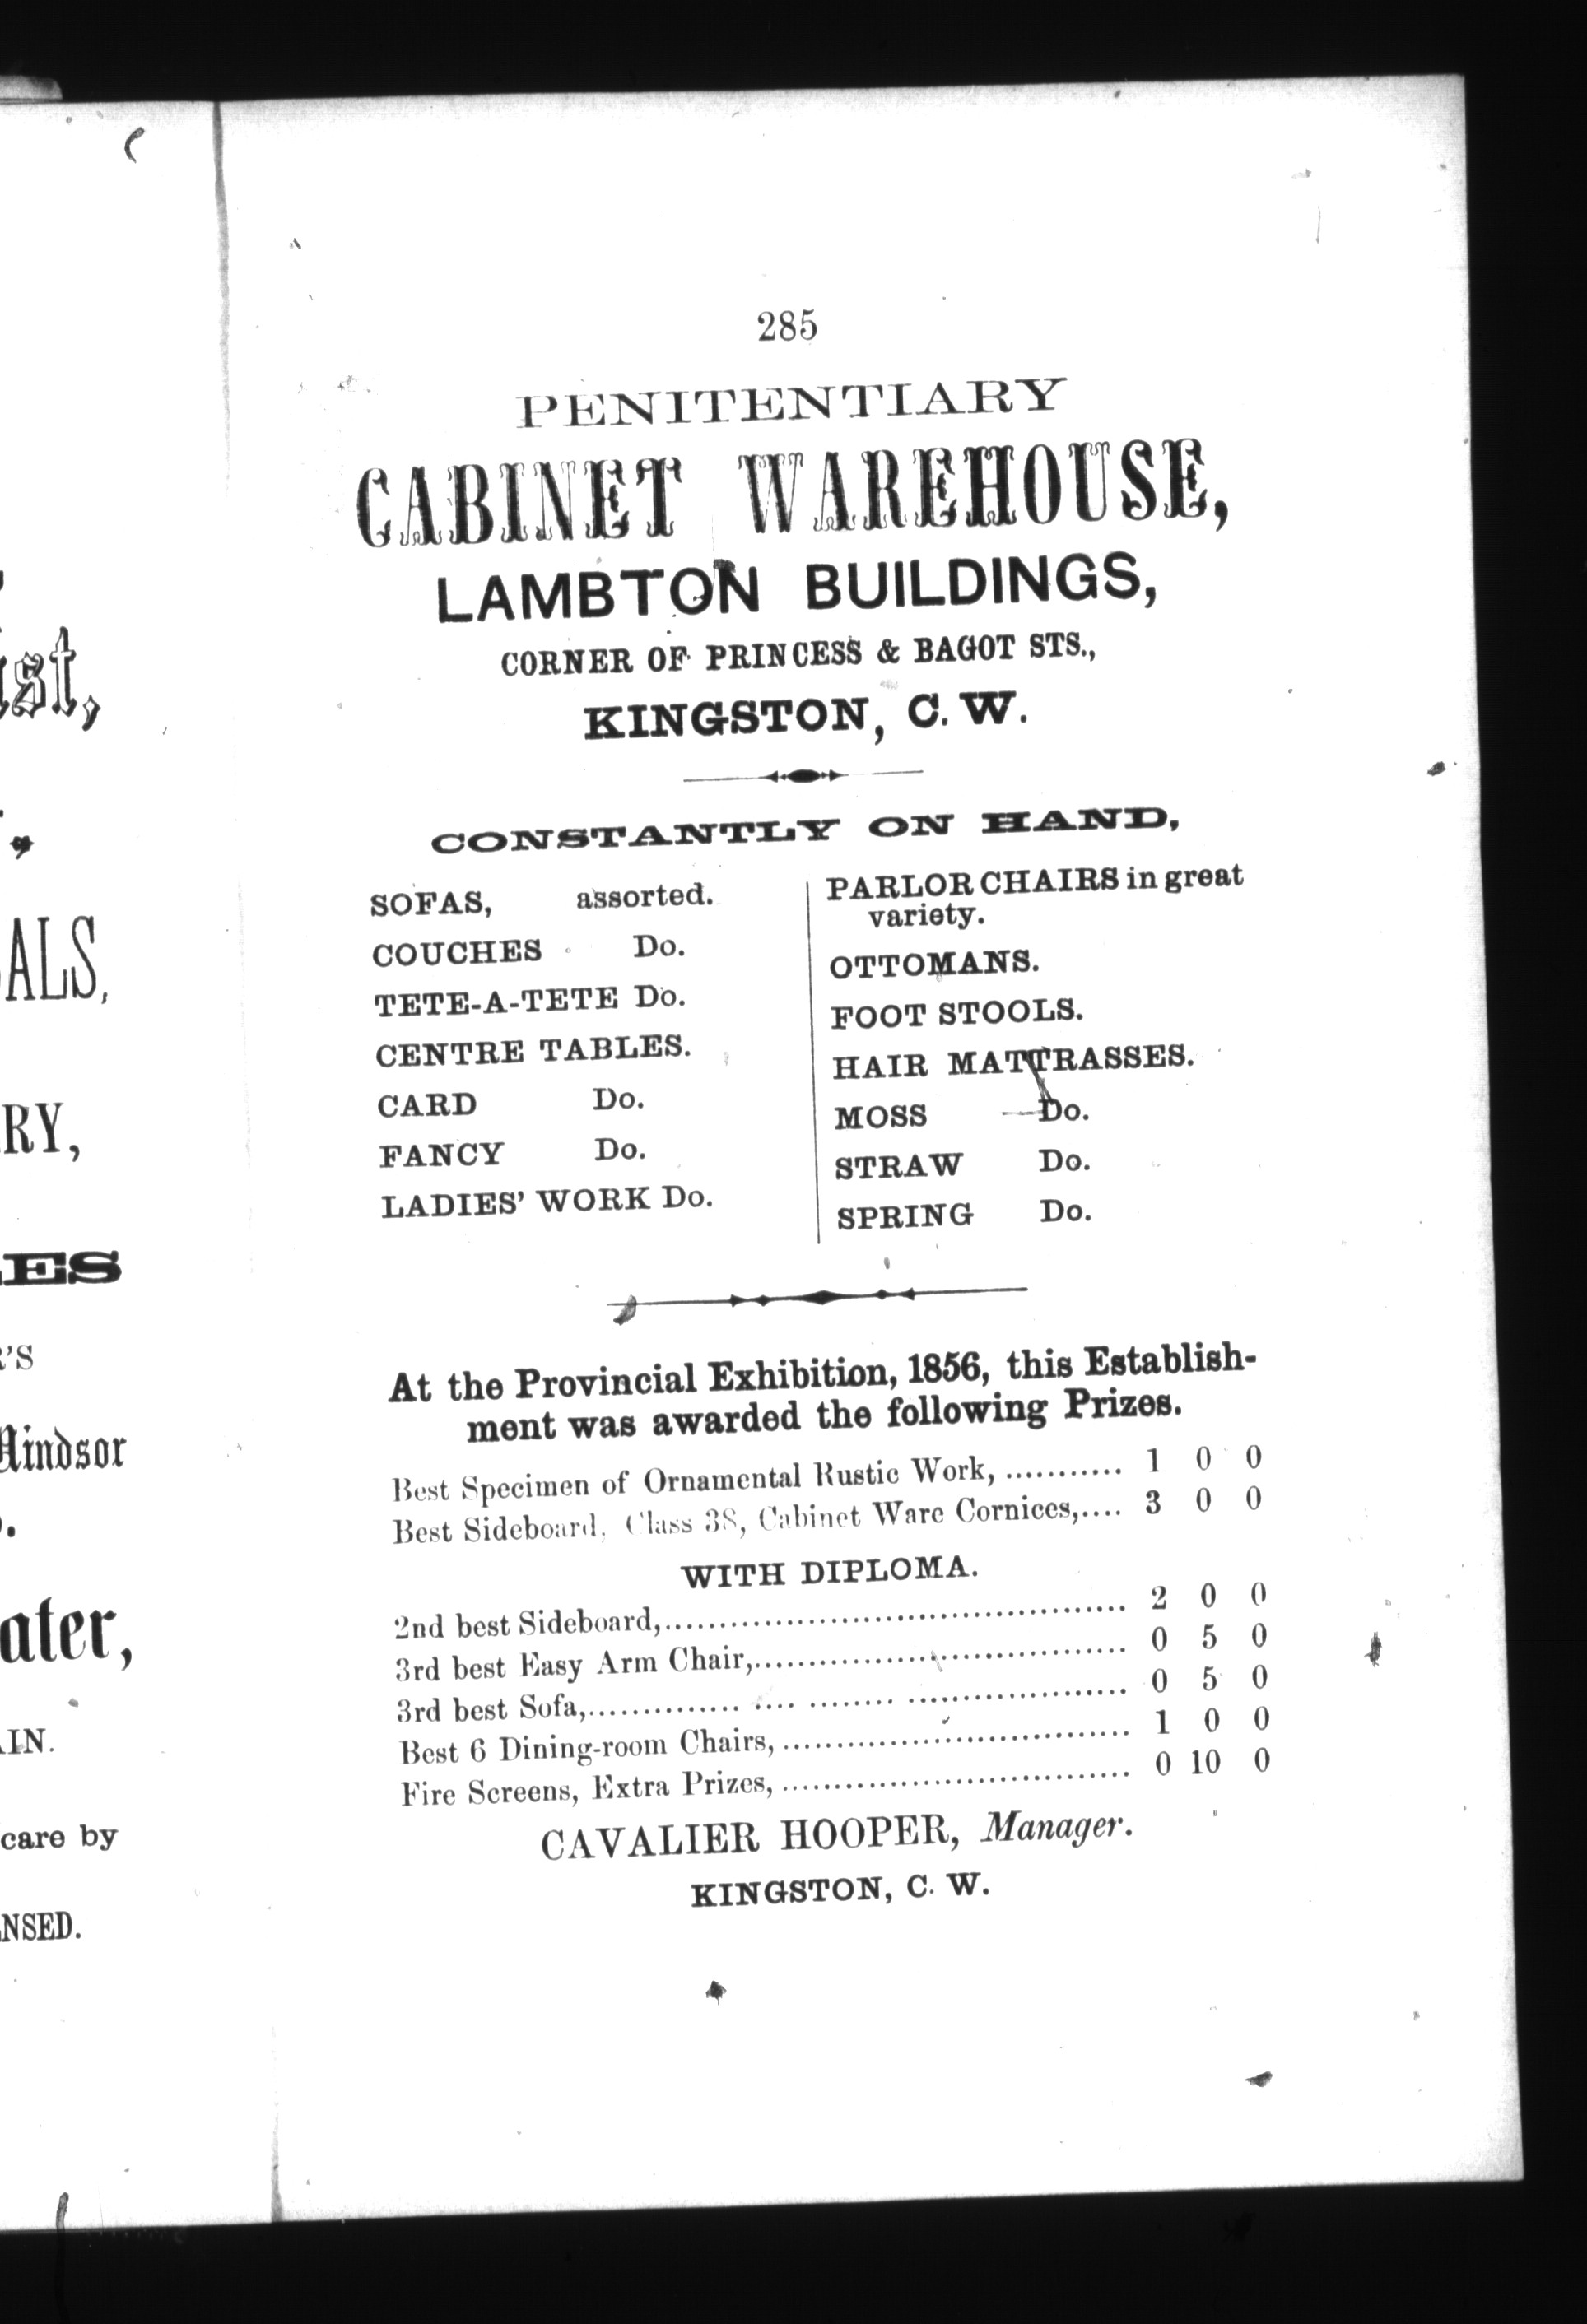 285
PENITENTIARY
CABINET WAREHOUSE,
LAMBTON BUILDINGS,
CORNER OF PRINCESS & BAGOT STS.,
KINGSTON, C. W.
CONSTANTLY ON HAND,
SOFAS, assorted.
COUCHES Do.
TETE-A-TETE Do.
CENTRE TABLES.
CARD Do.
FANCY Do.
LADIES' WORK Do.
PARLOR CHAIRS in great
variety.
OTTOMANS.
FOOT STOOLS.
HAIR MATTRASSES.
MOSS Do.
STRAW Do.
SPRING Do.
At the Provincial Exhibition, 1856, this Establish-
ment was awarded the following Prizes.
Best Specimen of Ornamental Rustic Work, ........... 1 0 0
Best Sideboard, Class 38, Cabinet Ware Cornices,.... 3 0 0
WITH DIPLOMA.
2nd best Sideboard,................................................ 2 0 0
3rd best Easy Arm Chair,....................................... 0 5 0
3rd best Sofa,............... .... ........ ........................ 0 5 0
Best 6 Dining-room Chairs, .................................... 1 0 0
Fire Screens, Extra Prizes, .................................... 0 10 0
CAVALIER HOOPER, Manager.
KINGSTON, C. W.
ist,
ALS,
RY,
ES
'S
Windsor
ater,
IN.
care by
NSED.